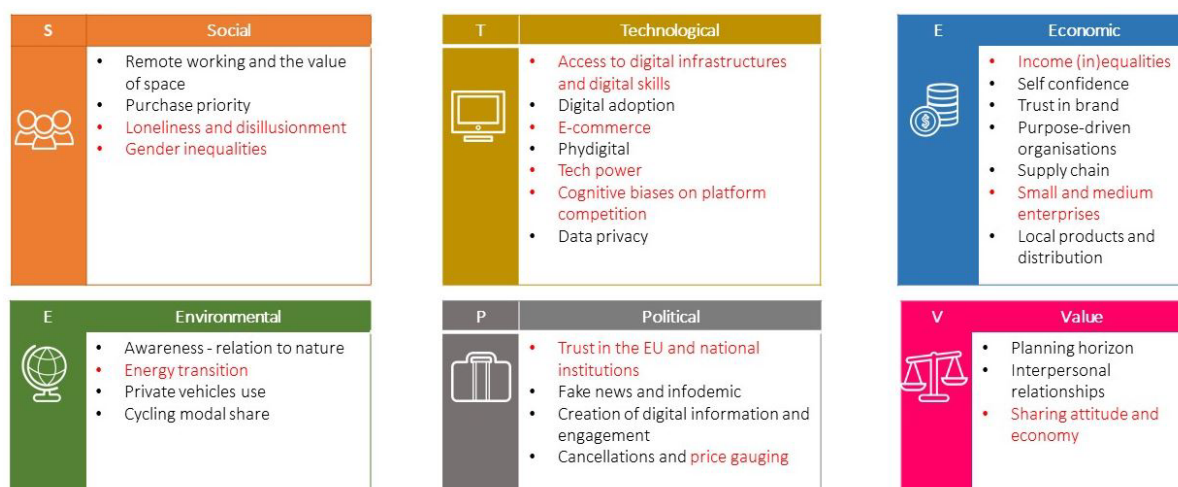 S Social
• Remote working and the value
of space
• Purchase priority
• Loneliness and disillusionment
• Gender inequalities
T Technological
• Access to digital infrastructures
and digital skills
• Digital adoption
• E-commerce
• Phydigital
• Tech power
• Cognitive biases on platform
competition
• Data privacy
E Economic
• Income (in)equalities
• Self confidence
• Trust in brand
• Purpose-driven
organisations
• Supply chain
• Small and medium
enterprises
• Local products and
distribution
E Environmental
• Awareness - relation to nature
• Energy transition
• Private vehicles use
• Cycling modal share
P Political
• Trust in the EU and national
institutions
• Fake news and infodemic
• Creation of digital information and
engagement
• Cancellations and price gauging
V Value
• Planning horizon
• Interpersonal
relationships
• Sharing attitude and
economy